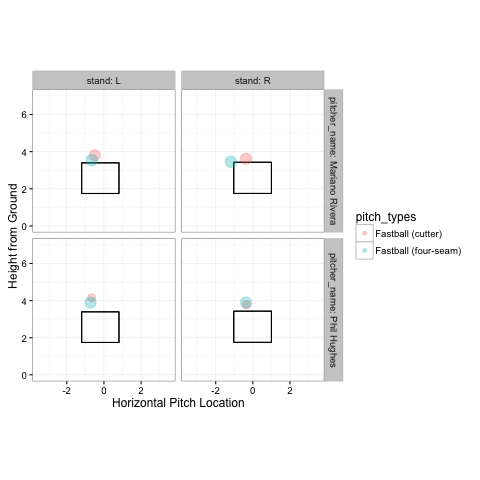 stand: L
stand: R
6
4
2
0
pitcher_name: Mariano Rivera
Height from Ground
6
4
2
0
pitcher_name: Phil Hughes
-2
0
2
-2
0
2
Horizontal Pitch Location
pitch_types
Fastball (cutter)
Fastball (four-seam)